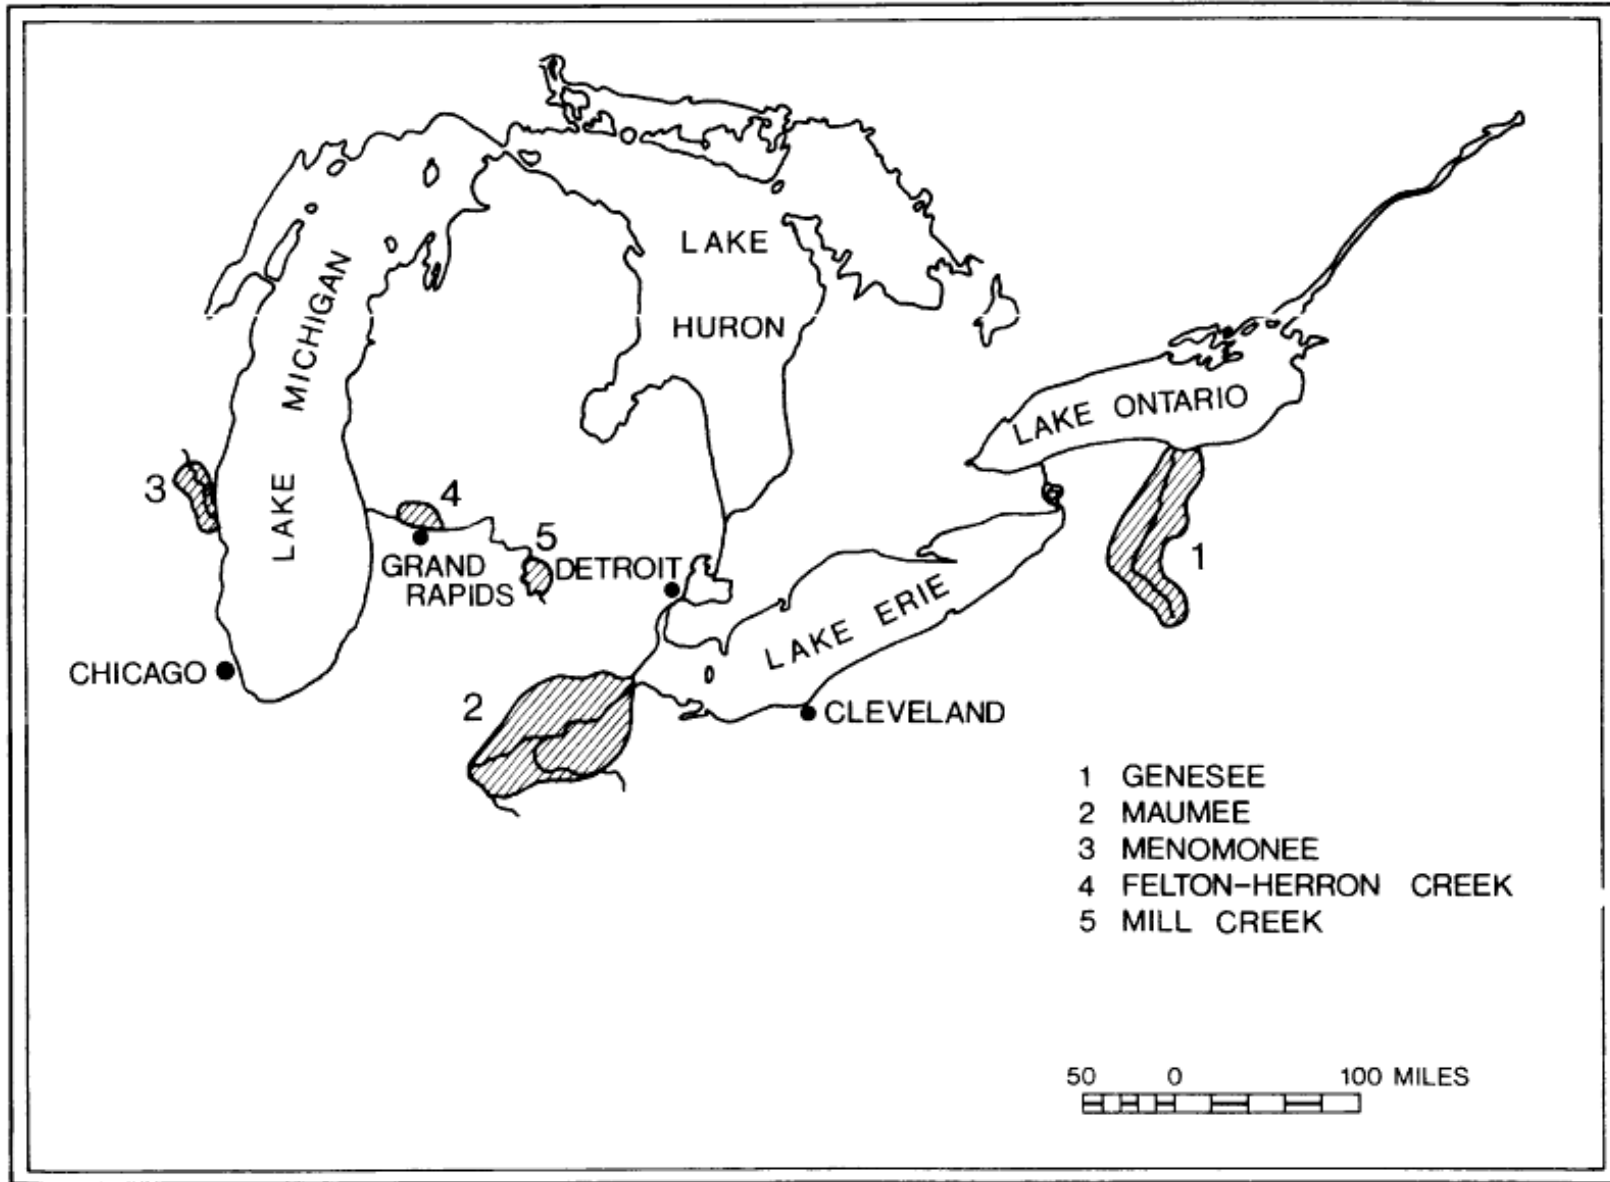 LAKE
HURON
LAKE MICHIGAN
LAKE ONTARIO
3
4
5
1
GRAND
RAPIDS
DETROIT
LAKE ERIE
CHICAGO
2
CLEVELAND
1 GENESEE
2 MAUMEE
3 MENOMONEE
4 FELTON-HERRON CREEK
5 MILL CREEK
50 0 100 MILES